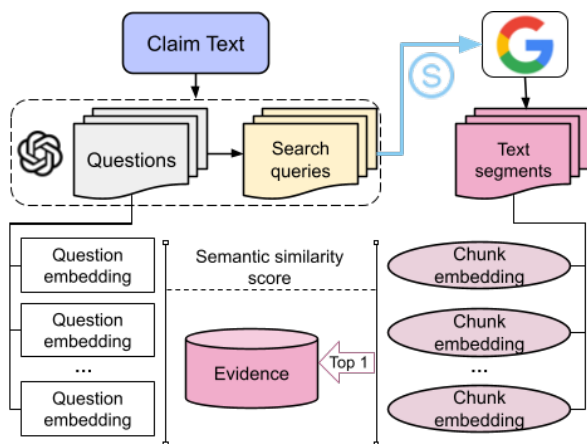 Claim Text
S
G
Questions
Search
queries
Text
segments
Question
embedding
Question
embedding
...
Question
embedding
Semantic similarity
score
Evidence
Top 1
Chunk
embedding
Chunk
embedding
...
Chunk
embedding